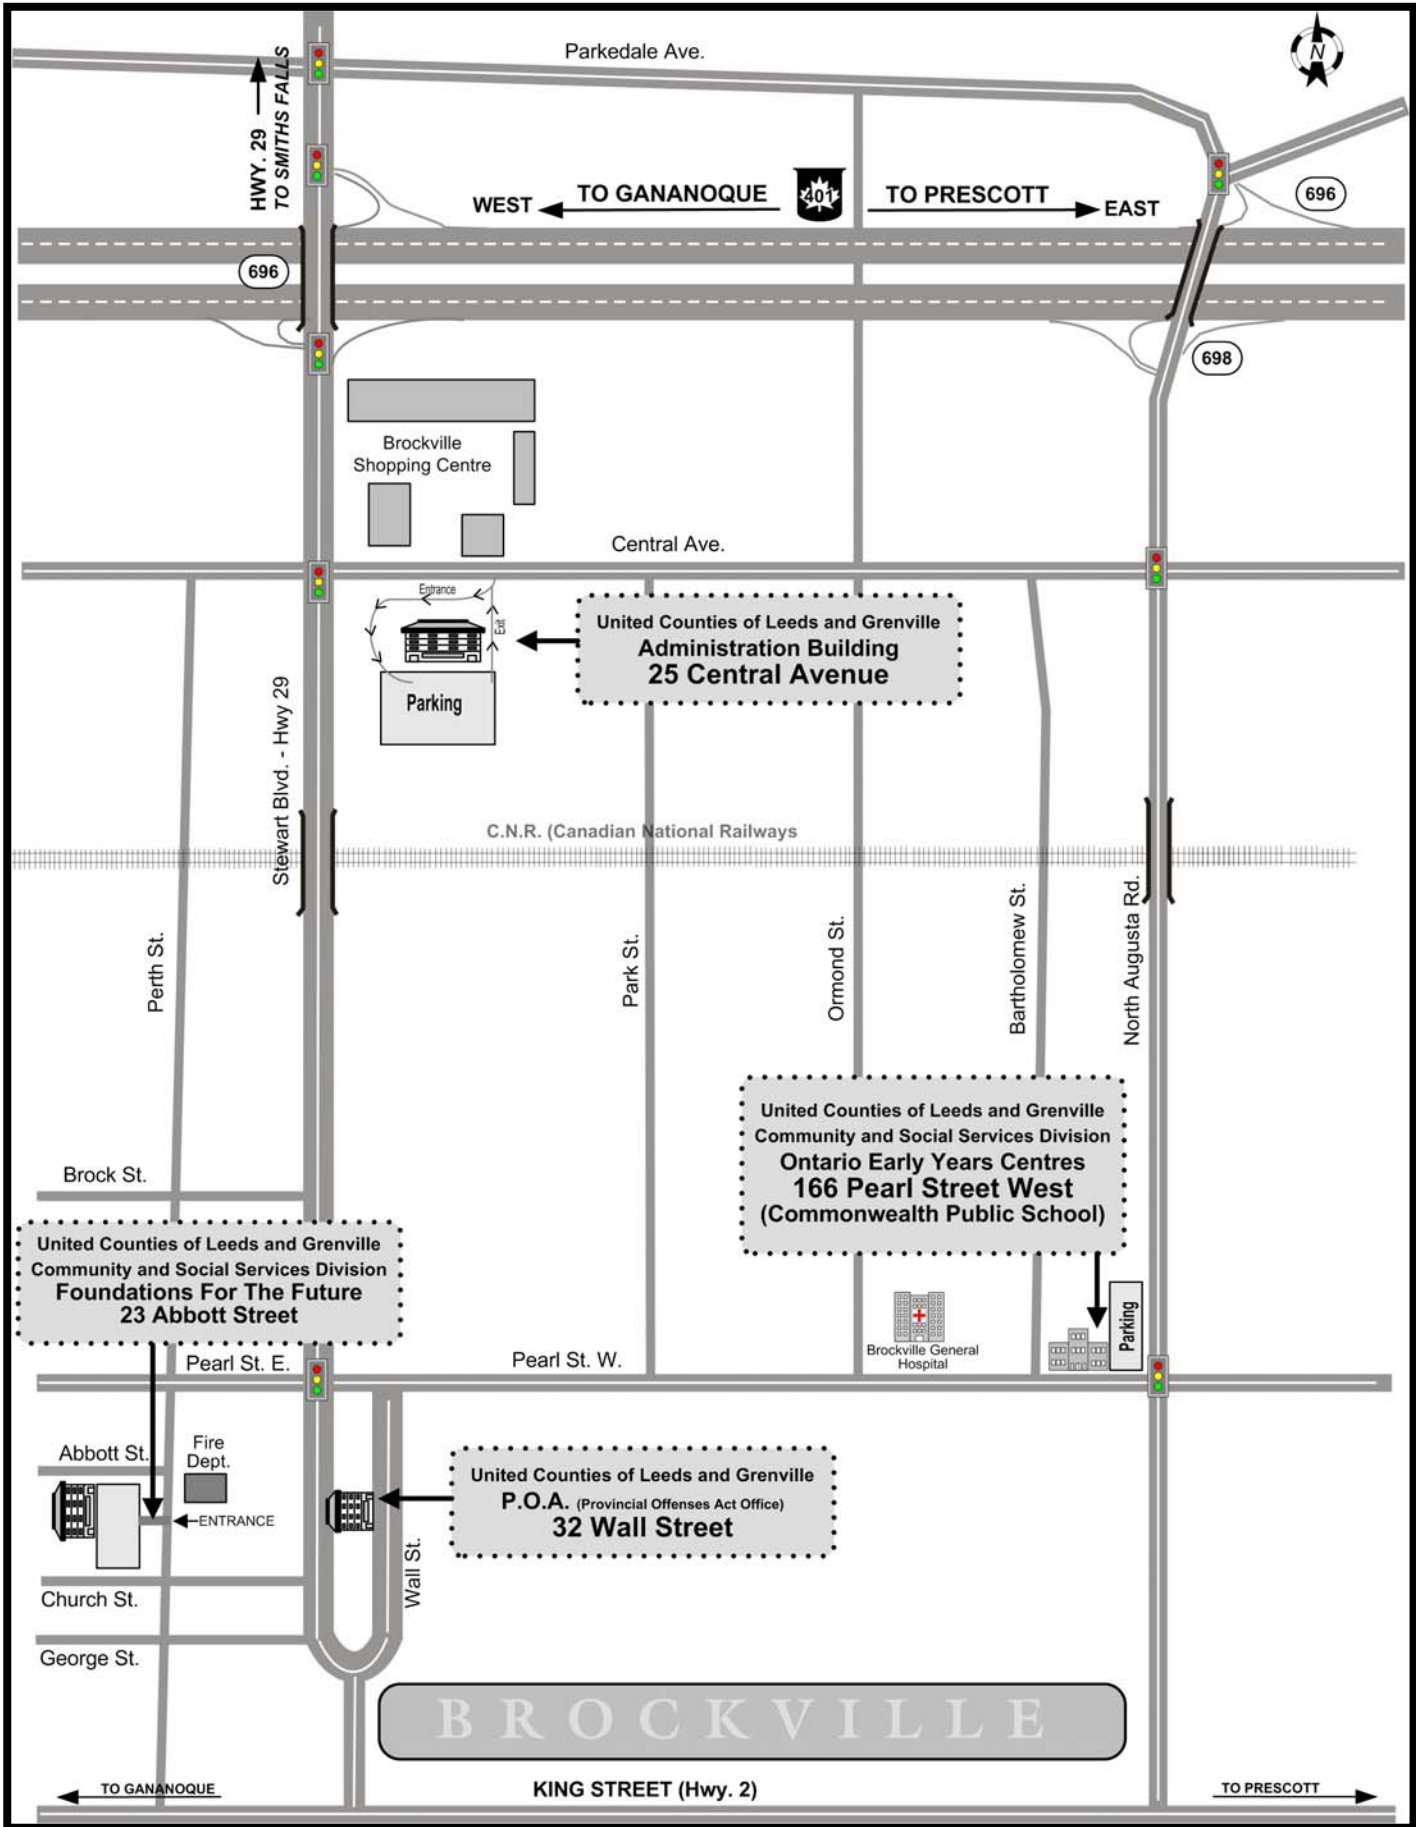 Parkedale Ave.
N
HWY. 29
TO SMITHS FALLS
WEST
TO GANANOQUE
401
TO PRESCOTT
EAST
696
696
698
Brockville
Shopping Centre
Central Ave.
Entrance
Exit
Parking
United Counties of Leeds and Grenville
Administration Building
25 Central Avenue
Stewart Blvd. - Hwy 29
C.N.R. (Canadian National Railways
Perth St.
Park St.
Ormond St.
Bartholomew St.
North Augusta Rd.
United Counties of Leeds and Grenville
Community and Social Services Division
Ontario Early Years Centres
166 Pearl Street West
(Commonwealth Public School)
Brock St.
United Counties of Leeds and Grenville
Community and Social Services Division
Foundations For The Future
23 Abbott Street
Parking
Brockville General
Hospital
Pearl St. E.
Pearl St. W.
Abbott St.
Fire
Dept.
ENTRANCE
United Counties of Leeds and Grenville
P.O.A. (Provincial Offenses Act Office)
32 Wall Street
Wall St.
Church St.
George St.
BROCKVILLE
TO GANANOQUE
KING STREET (Hwy. 2)
TO PRESCOTT